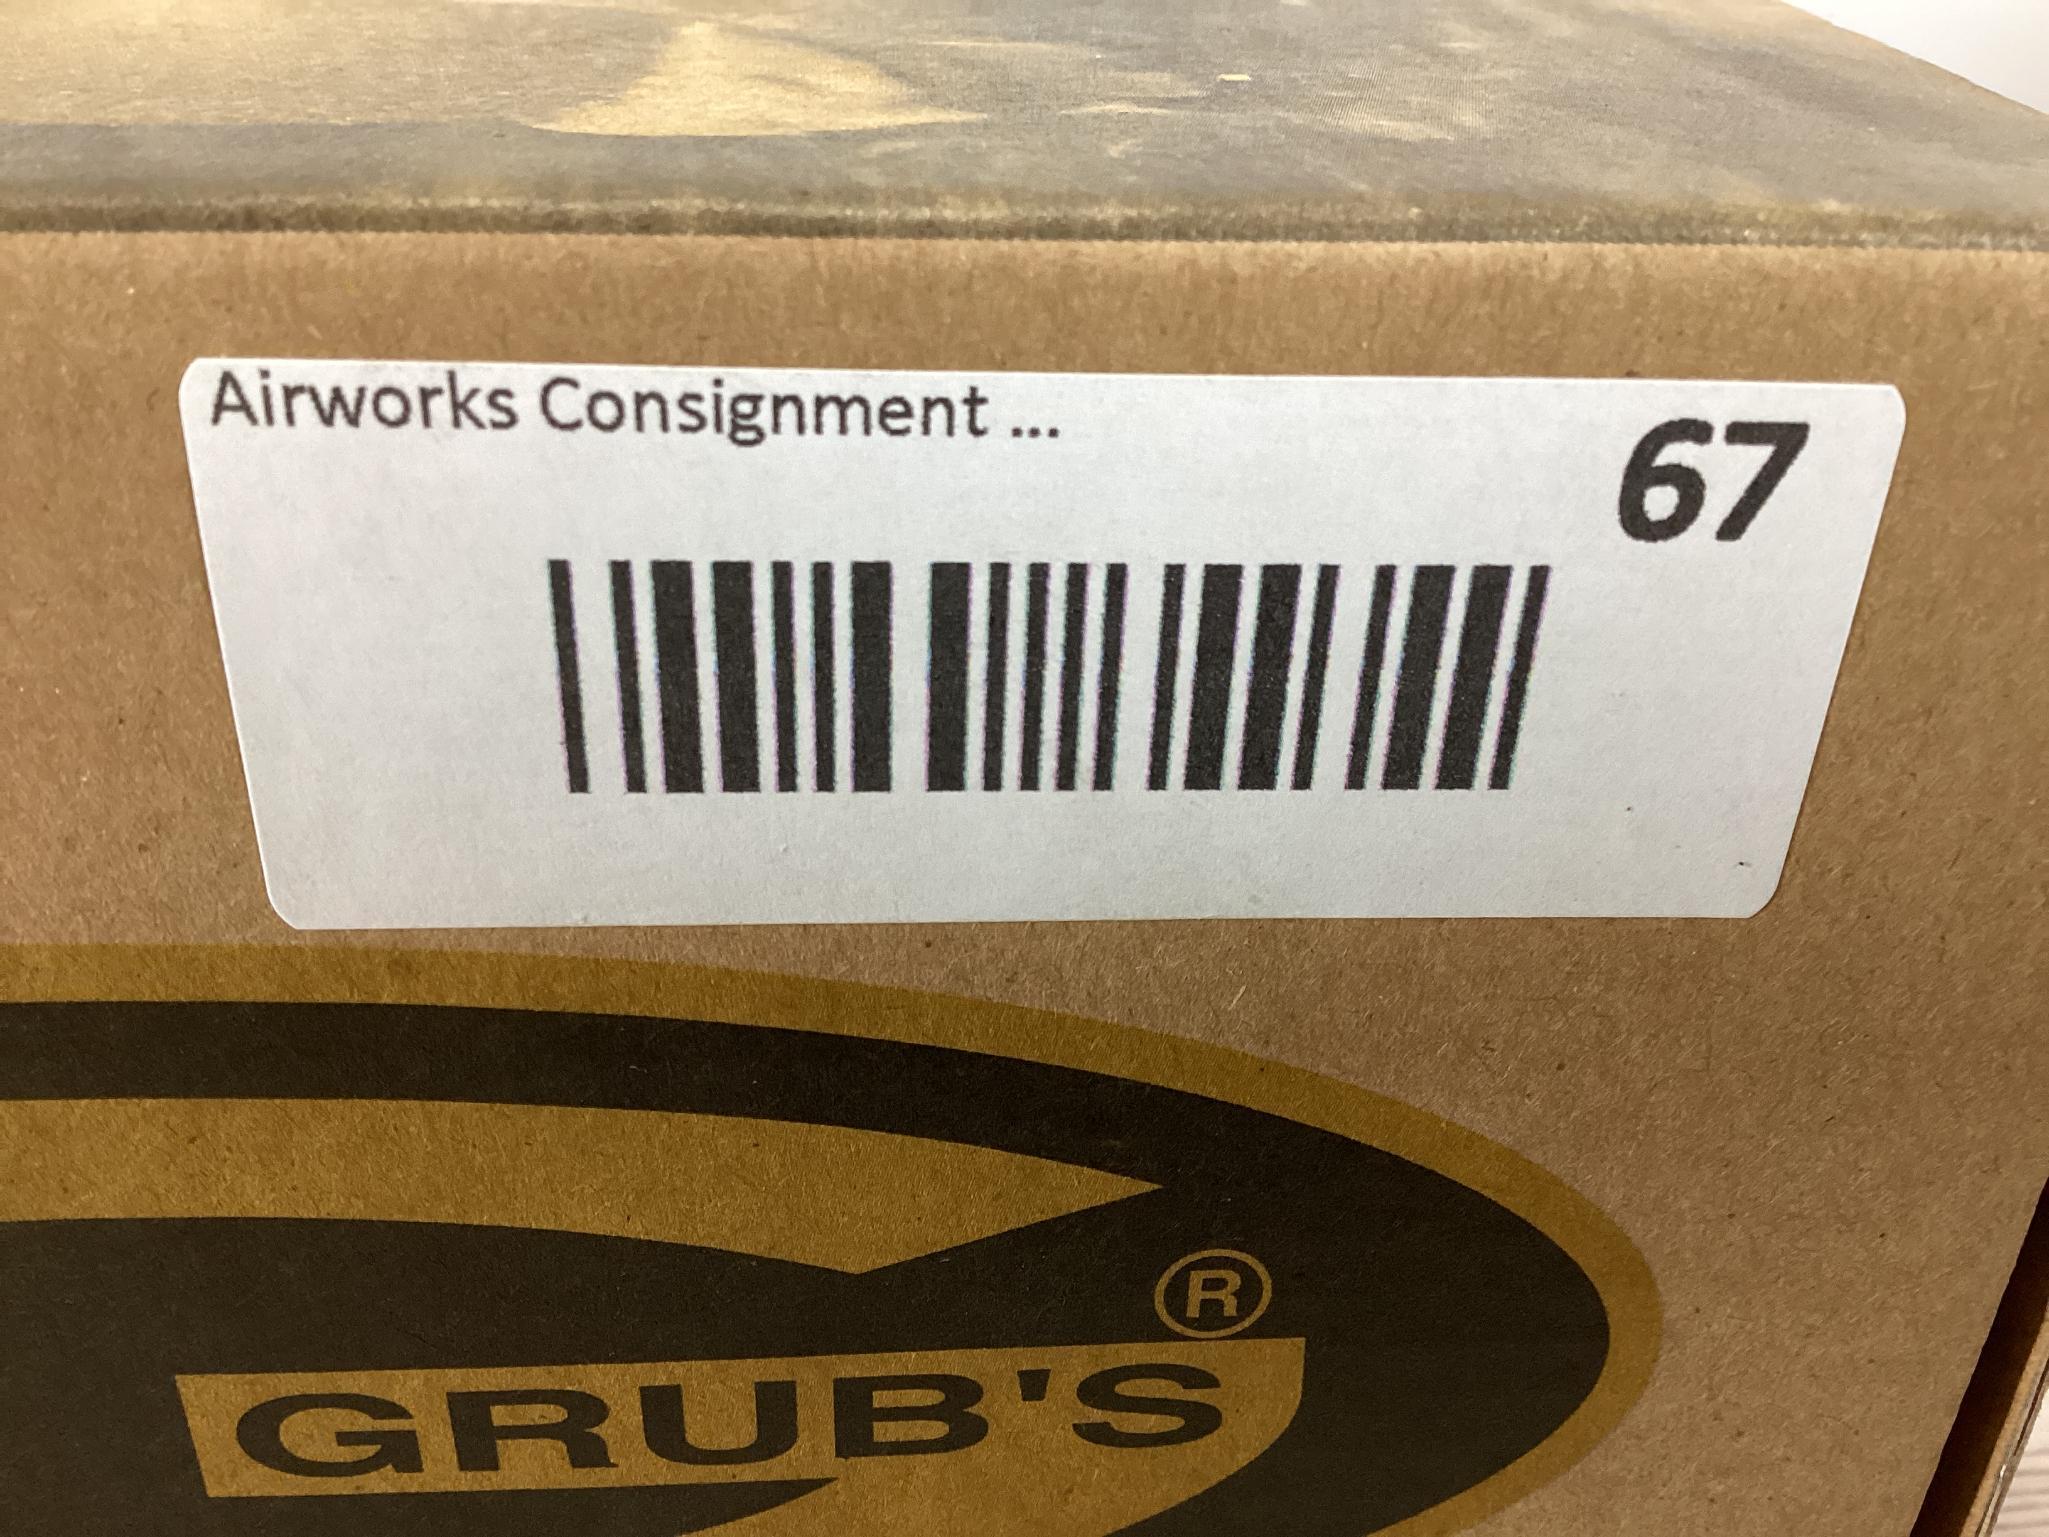 Airworks Consignment ...
67
®
GRUB'S